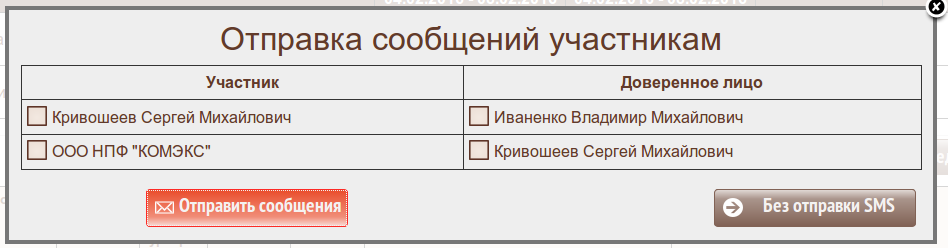 Отправка сообщений участникам
Участник Доверенное лицо
Кривошеев Сергей Михайлович Иваненко Владимир Михайлович
ООО НПФ "КОМЭКС" Кривошеев Сергей Михайлович
Отправить сообщения Без отправки SMS